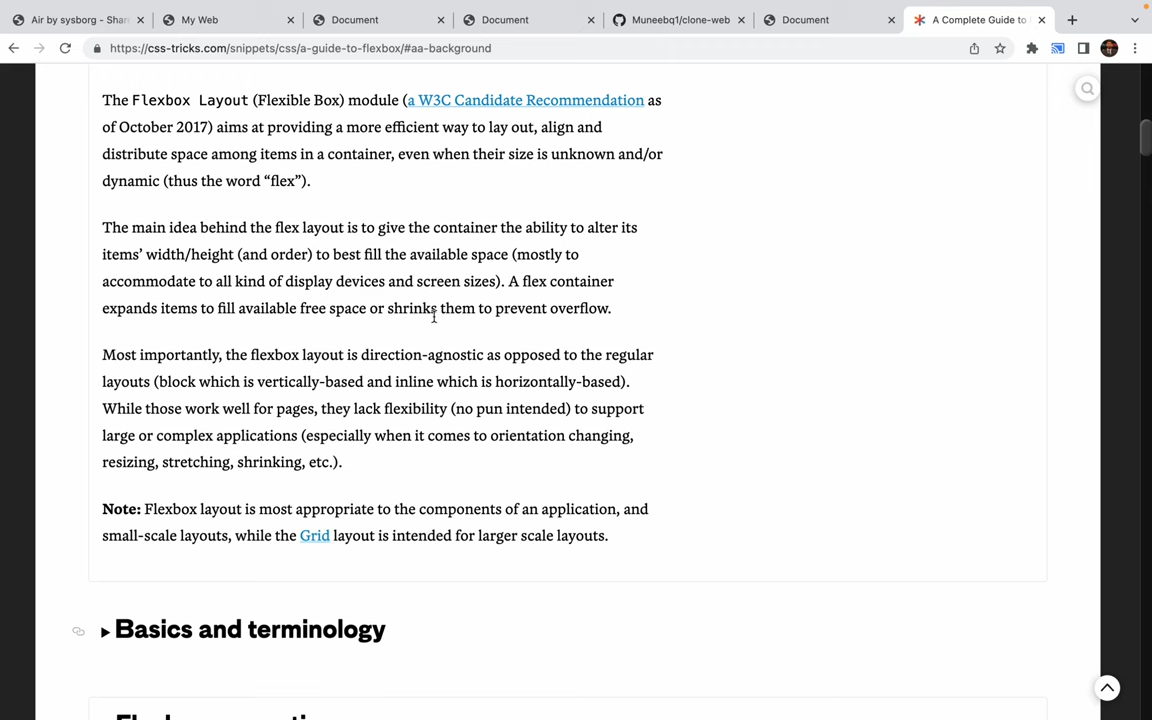 Air by sysborg - Shar
My Web
Document
Document
Muneebq1/clone-web
Document
A Complete Guide to
https://css-tricks.com/snippets/css/a-guide-to-flexbox/#aa-background
The Flexbox Layout (Flexible Box) module (a W3C Candidate Recommendation as
of October 2017) aims at providing a more efficient way to lay out, align and
distribute space among items in a container, even when their size is unknown and/or
dynamic (thus the word “flex”).
The main idea behind the flex layout is to give the container the ability to alter its
items’ width/height (and order) to best fill the available space (mostly to
accommodate to all kind of display devices and screen sizes). A flex container
expands items to fill available free space or shrinks them to prevent overflow.
Most importantly, the flexbox layout is direction-agnostic as opposed to the regular
layouts (block which is vertically-based and inline which is horizontally-based).
While those work well for pages, they lack flexibility (no pun intended) to support
large or complex applications (especially when it comes to orientation changing,
resizing, stretching, shrinking, etc.).
Note: Flexbox layout is most appropriate to the components of an application, and
small-scale layouts, while the Grid layout is intended for larger scale layouts.
Basics and terminology